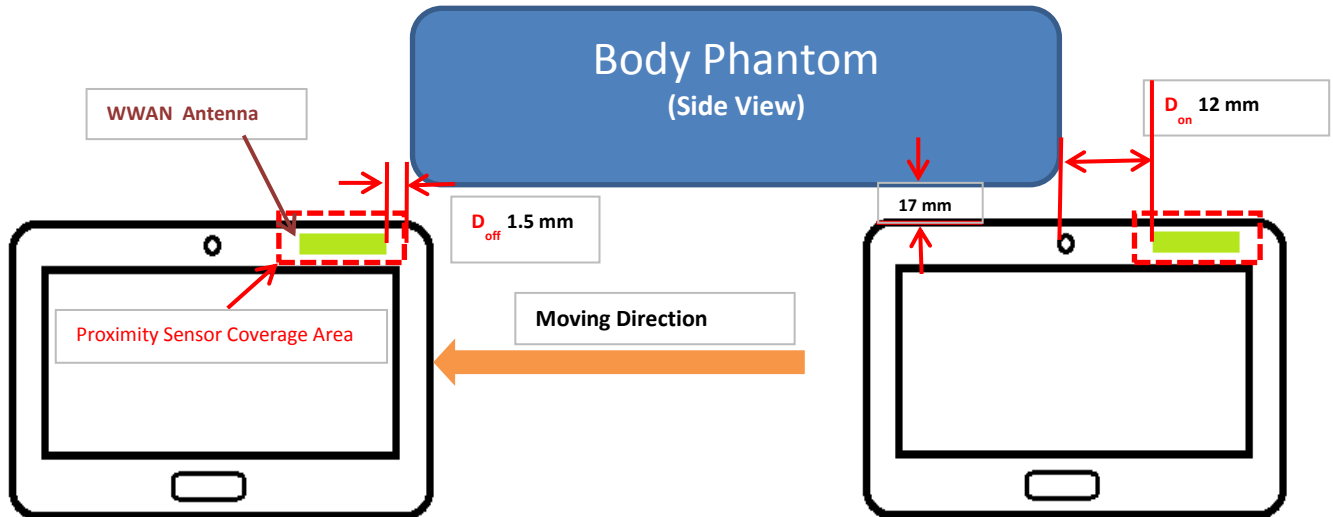 Body Phantom
(Side View)
WWAN Antenna
D off 1.5 mm
17 mm
D on 12 mm
Proximity Sensor Coverage Area
Moving Direction